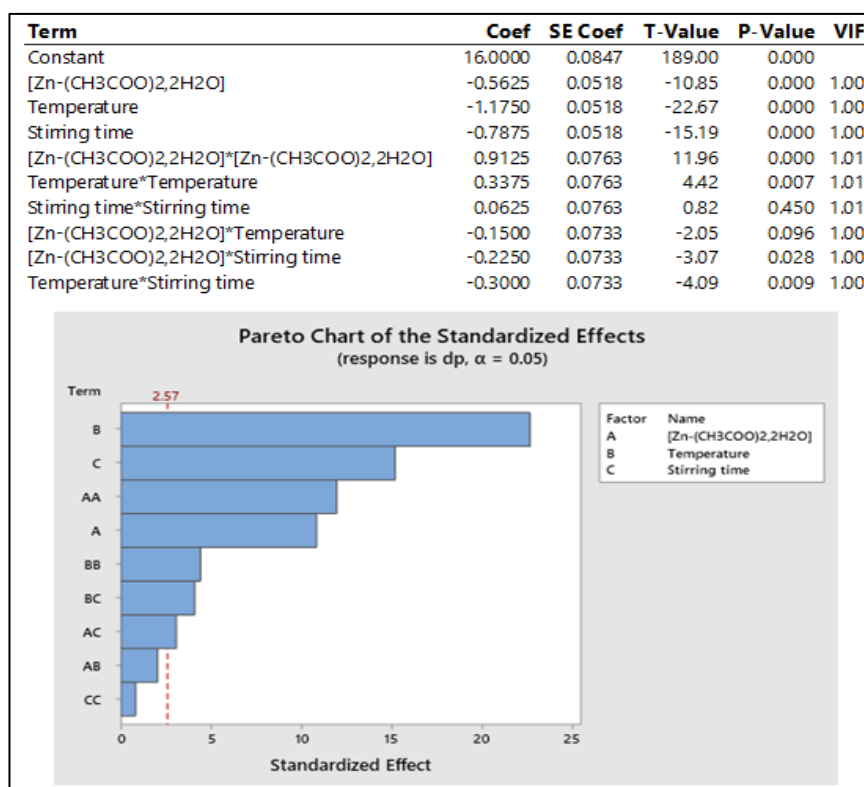 Term Coef SE Coef T-Value P-Value VIF
Constant 16.0000 0.0847 189.00 0.000
[Zn-(CH3COO)2,2H2O] -0.5625 0.0518 -10.85 0.000 1.00
Temperature -1.1750 0.0518 -22.67 0.000 1.00
Stirring time -0.7875 0.0518 -15.19 0.000 1.00
[Zn-(CH3COO)2,2H2O]*[Zn-(CH3COO)2,2H2O] 0.9125 0.0763 11.96 0.000 1.01
Temperature*Temperature 0.3375 0.0763 4.42 0.007 1.01
Stirring time*Stirring time 0.0625 0.0763 0.82 0.450 1.01
[Zn-(CH3COO)2,2H2O]*Temperature -0.1500 0.0733 -2.05 0.096 1.00
[Zn-(CH3COO)2,2H2O]*Stirring time -0.2250 0.0733 -3.07 0.028 1.00
Temperature*Stirring time -0.3000 0.0733 -4.09 0.009 1.00
Pareto Chart of the Standardized Effects
(response is dp, α = 0.05)
Term
2.57
B
C
AA
A
BB
BC
AC
AB
CC
0 5 10 15 20 25
Standardized Effect
Factor Name
A [Zn-(CH3COO)2,2H2O]
B Temperature
C Stirring time